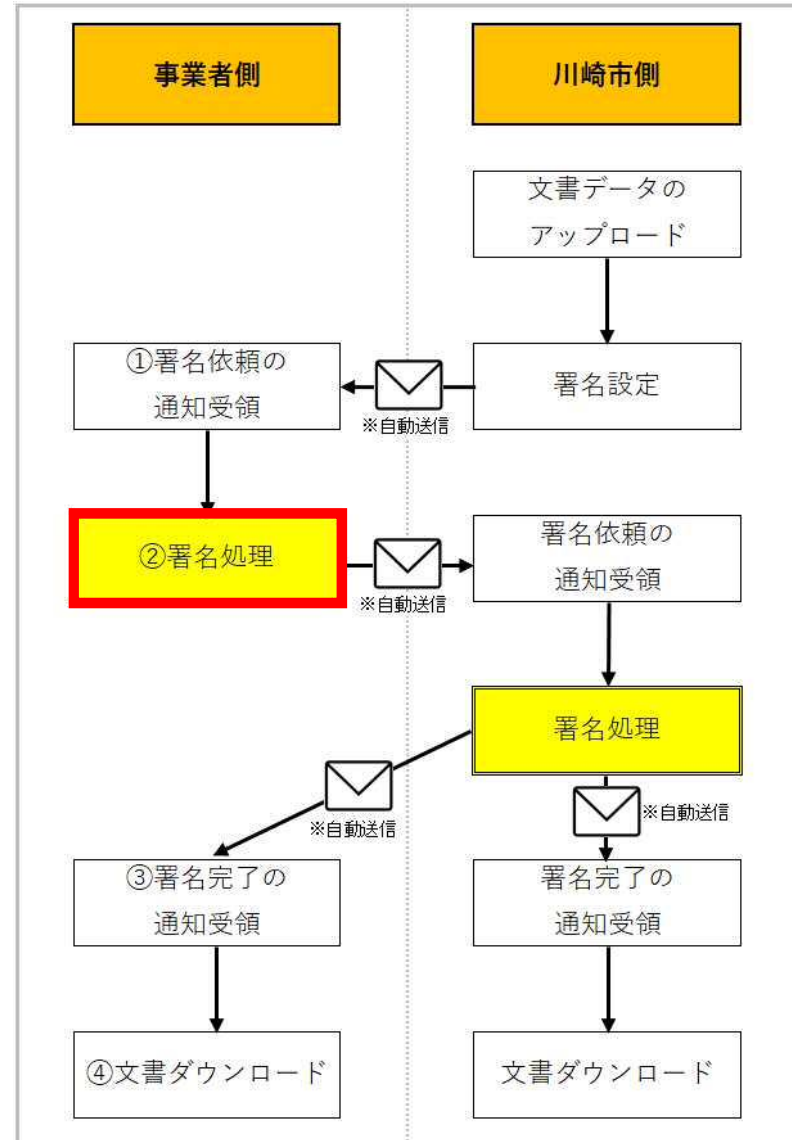 事業者側
川崎市側
文書データの
アップロード
①署名依頼の
通知受領
※自動送信
署名設定
②署名処理
※自動送信
署名依頼の
通知受領
署名処理
※自動送信
※自動送信
③署名完了の
通知受領
署名完了の
通知受領
④文書ダウンロード
文書ダウンロード